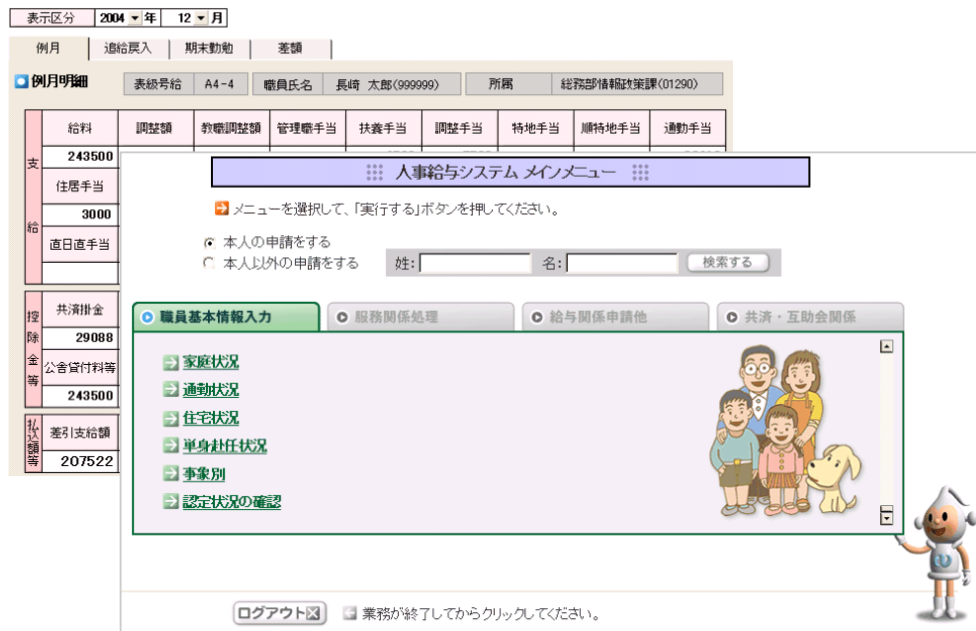 表示区分 2004 年 12 月
例月 追給戻入 期末勤勉 差額
例月明細 表級号給 A4-4 職員氏名 長崎 太郎(999999) 所属 総務部情報政策課(01290)
支給
給料 調整額 教職調整額 管理職手当 扶養手当 調整手当 特地手当 順特地手当 通勤手当
243500
住居手当
3000
直日直手当
控除金等
共済掛金
29088
公舎貸付料等
243500
払込額等
差引支給額
207522
人事給与システム メインメニュー
メニューを選択して、「実行する」ボタンを押してください。
本人の申請をする
本人以外の申請をする 姓: 名: 検索する
職員基本情報入力 服務関係処理 給与関係申請他 共済・互助会関係
家庭状況
通勤状況
住宅状況
単身赴任状況
事象別
認定状況の確認
ログアウト 業務が終了してからクリックしてください。